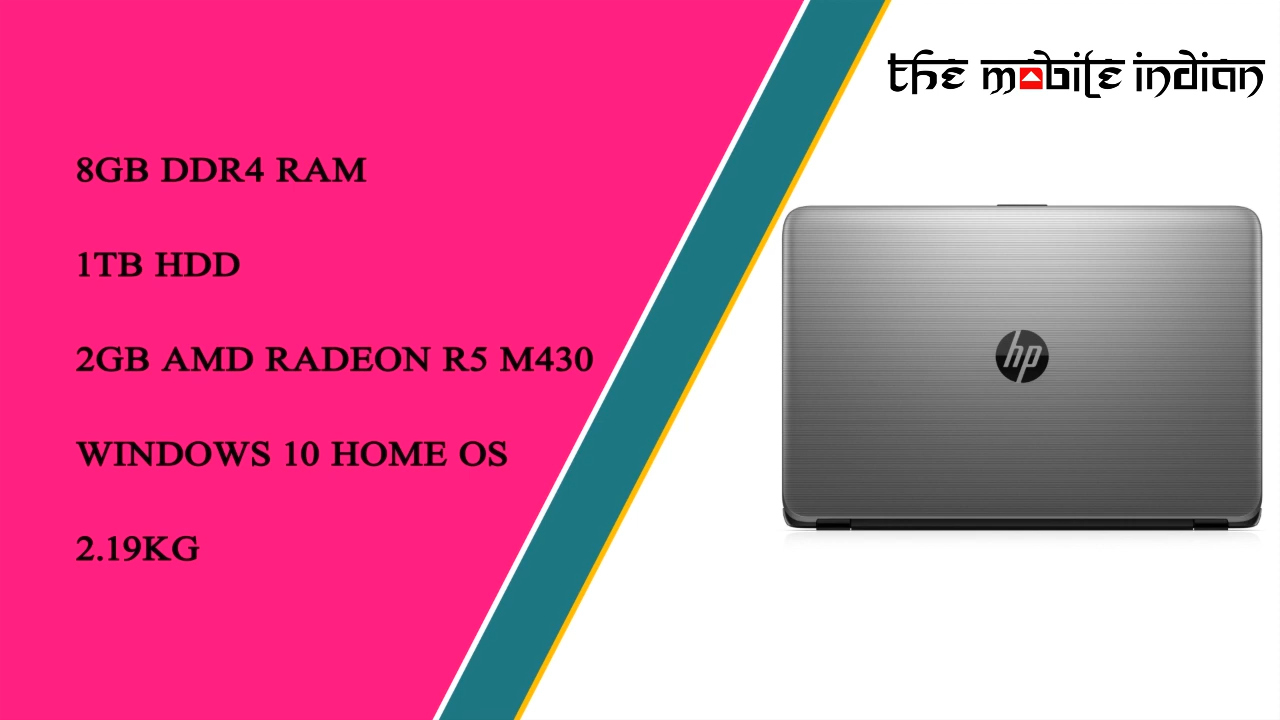 the mobile indian
8GB DDR4 RAM
1TB HDD
2GB AMD RADEON R5 M430
WINDOWS 10 HOME OS
2.19KG
hp